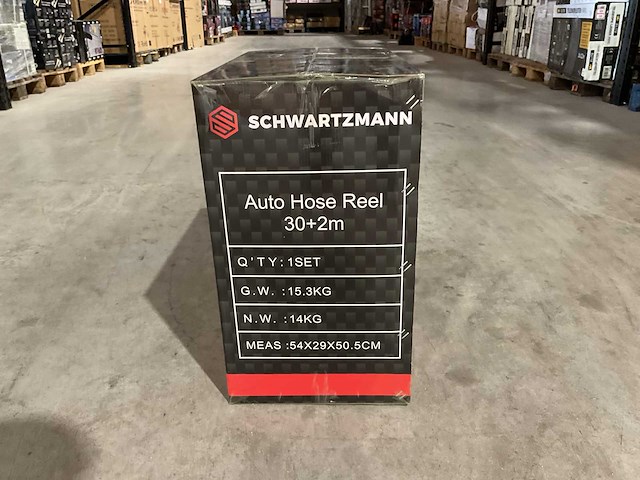 SCHWARTZMANN
Auto Hose Reel
30+2m
Q'TY: 1SET
G.W. :15.3KG
N.W. :14KG
MEAS :54X29X50.5CM